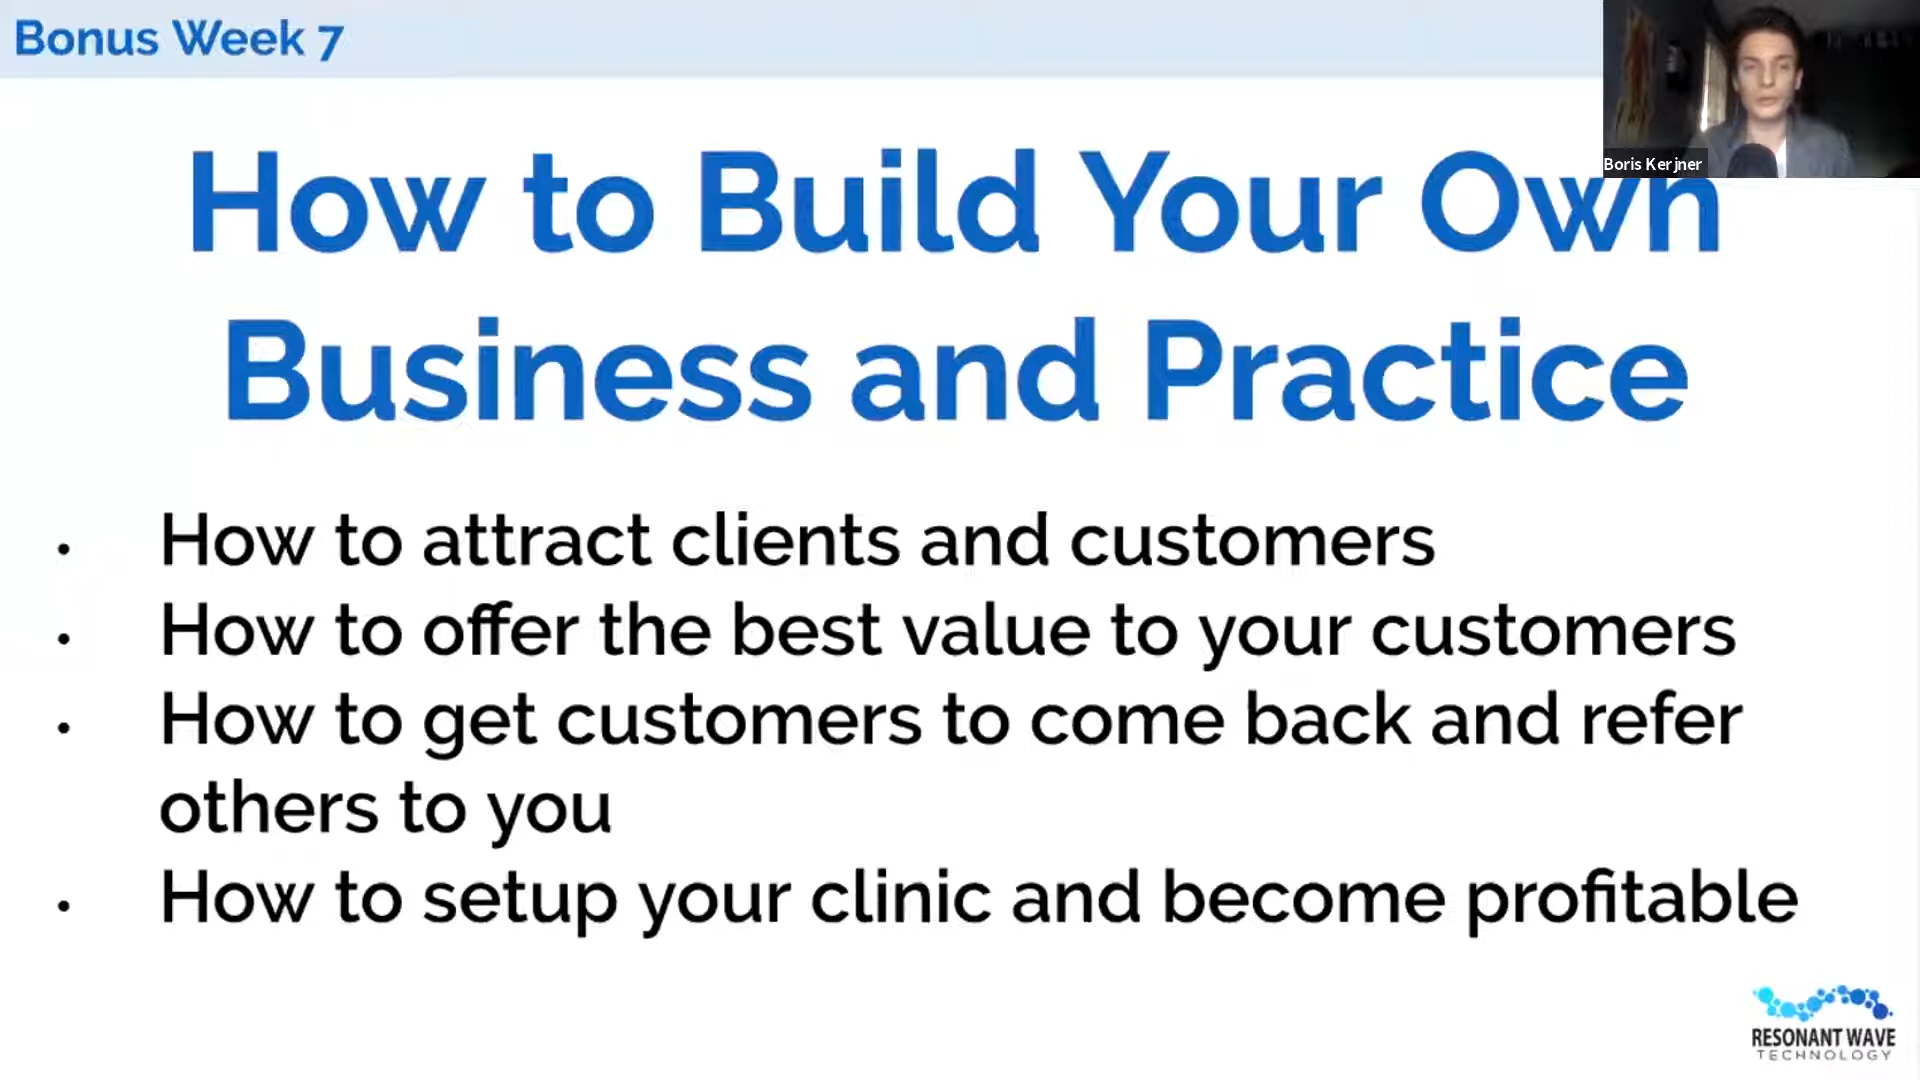 Bonus Week 7
Boris Kerjner
How to Build Your Own
Business and Practice
• How to attract clients and customers
• How to offer the best value to your customers
• How to get customers to come back and refer
others to you
• How to setup your clinic and become profitable
RESONANT WAVE
TECHNOLOGY